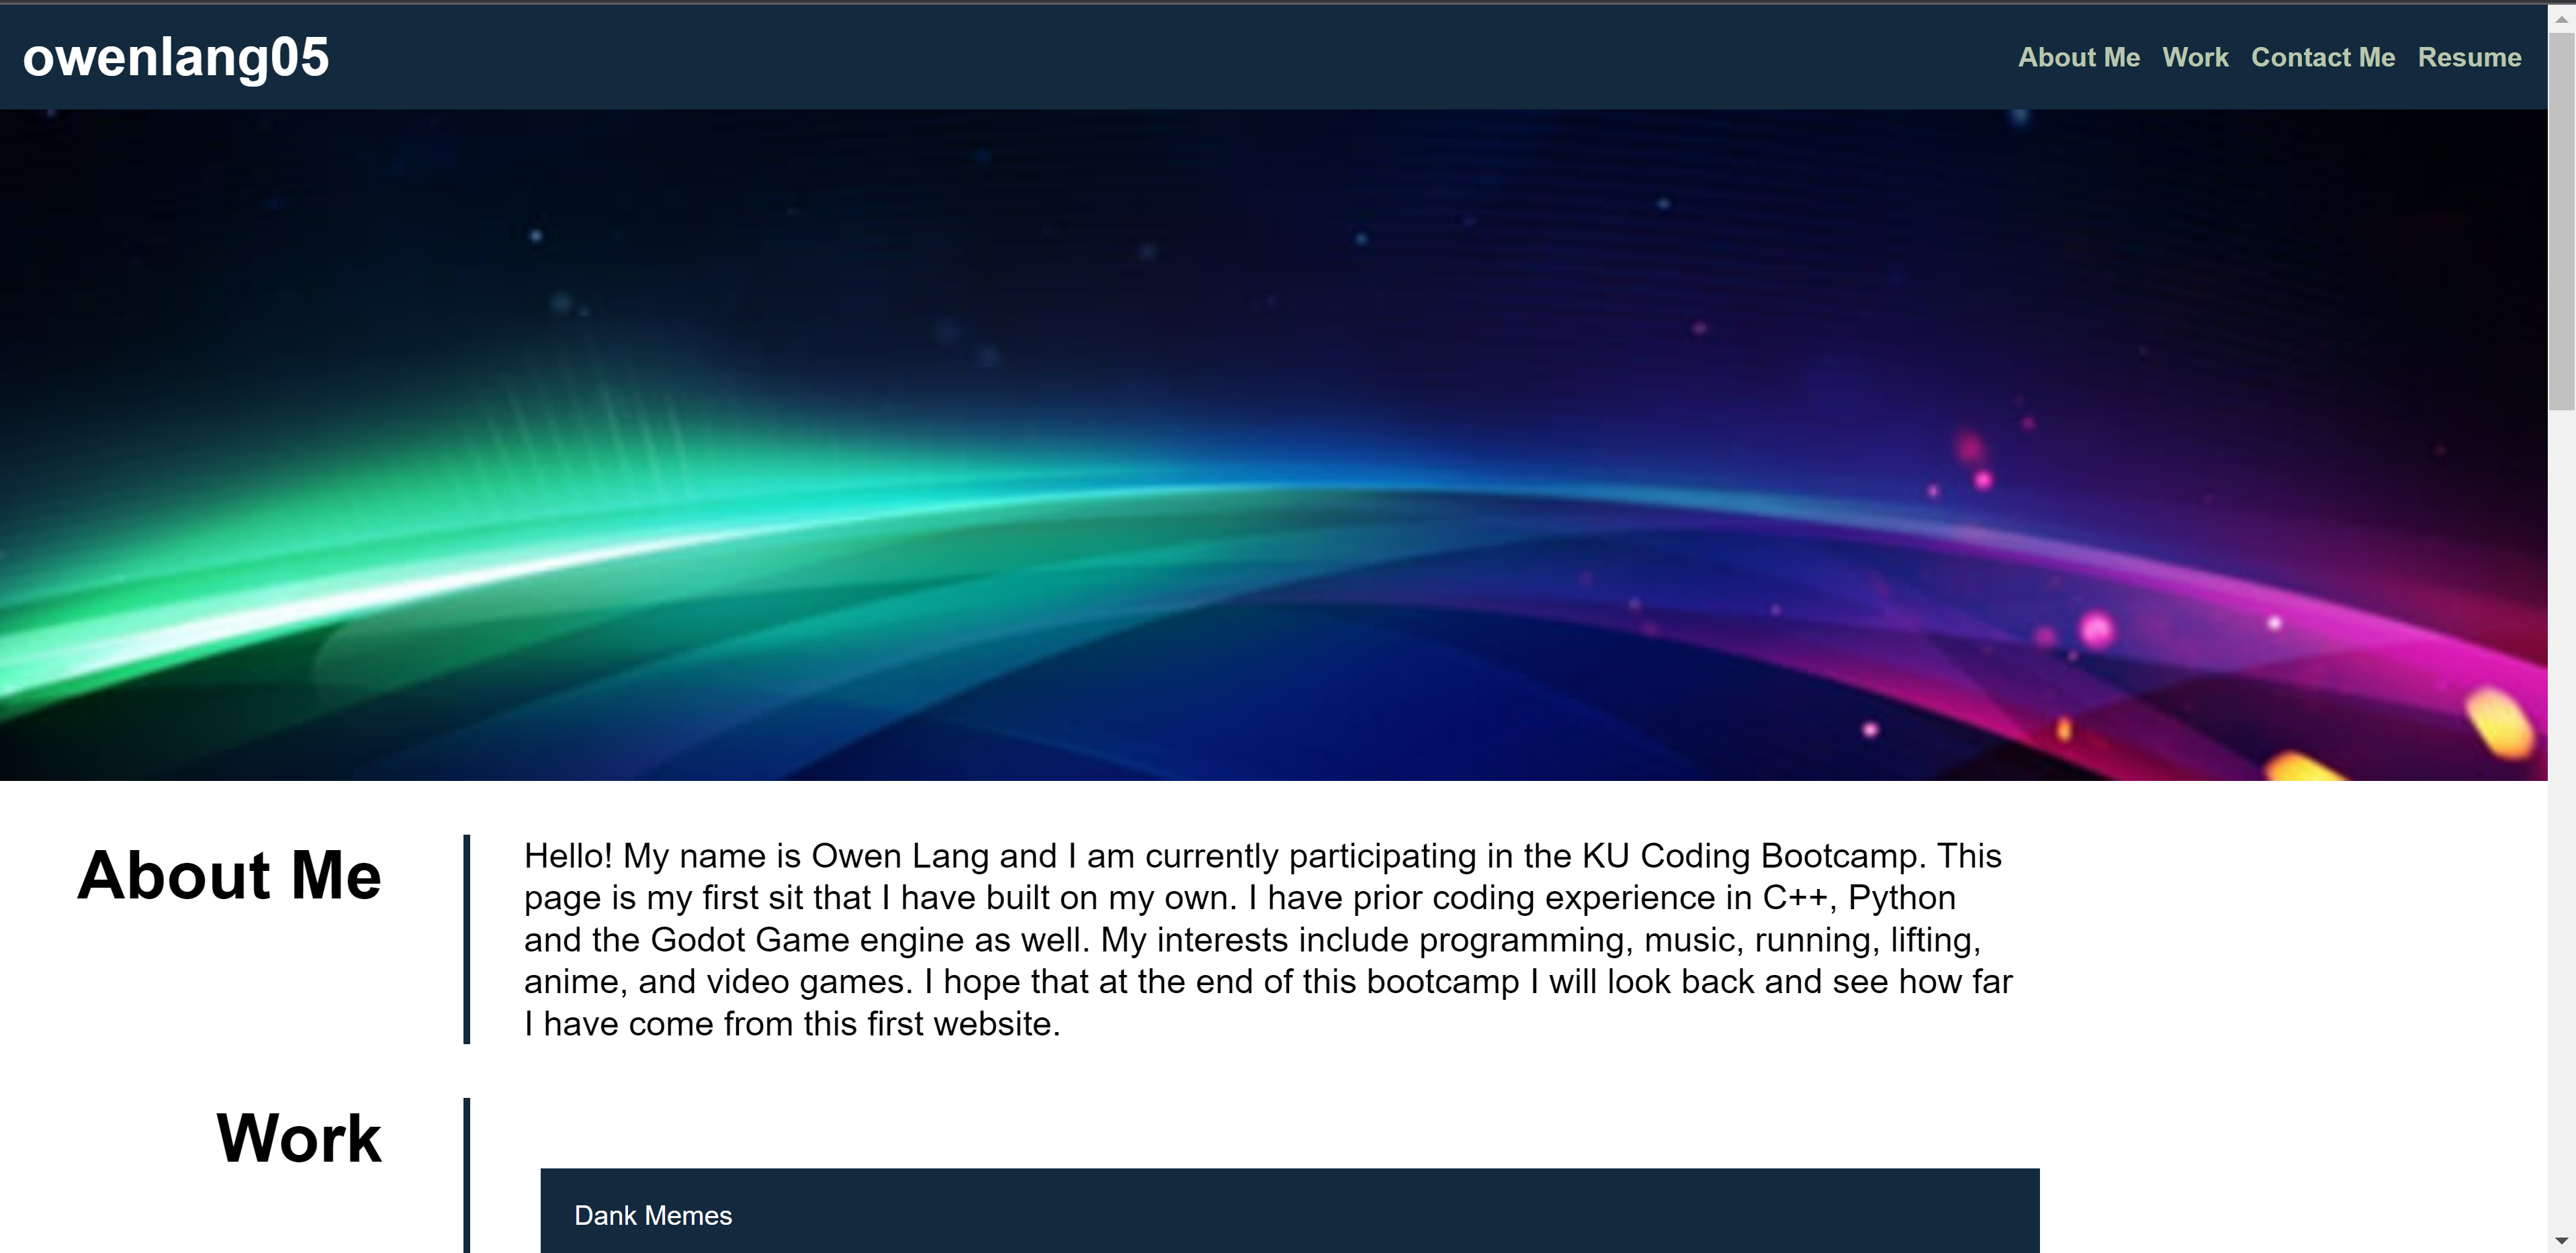 owenlang05
About Me Work Contact Me Resume
About Me
Hello! My name is Owen Lang and I am currently participating in the KU Coding Bootcamp. This
page is my first sit that I have built on my own. I have prior coding experience in C++, Python
and the Godot Game engine as well. My interests include programming, music, running, lifting,
anime, and video games. I hope that at the end of this bootcamp I will look back and see how far
I have come from this first website.
Work
Dank Memes